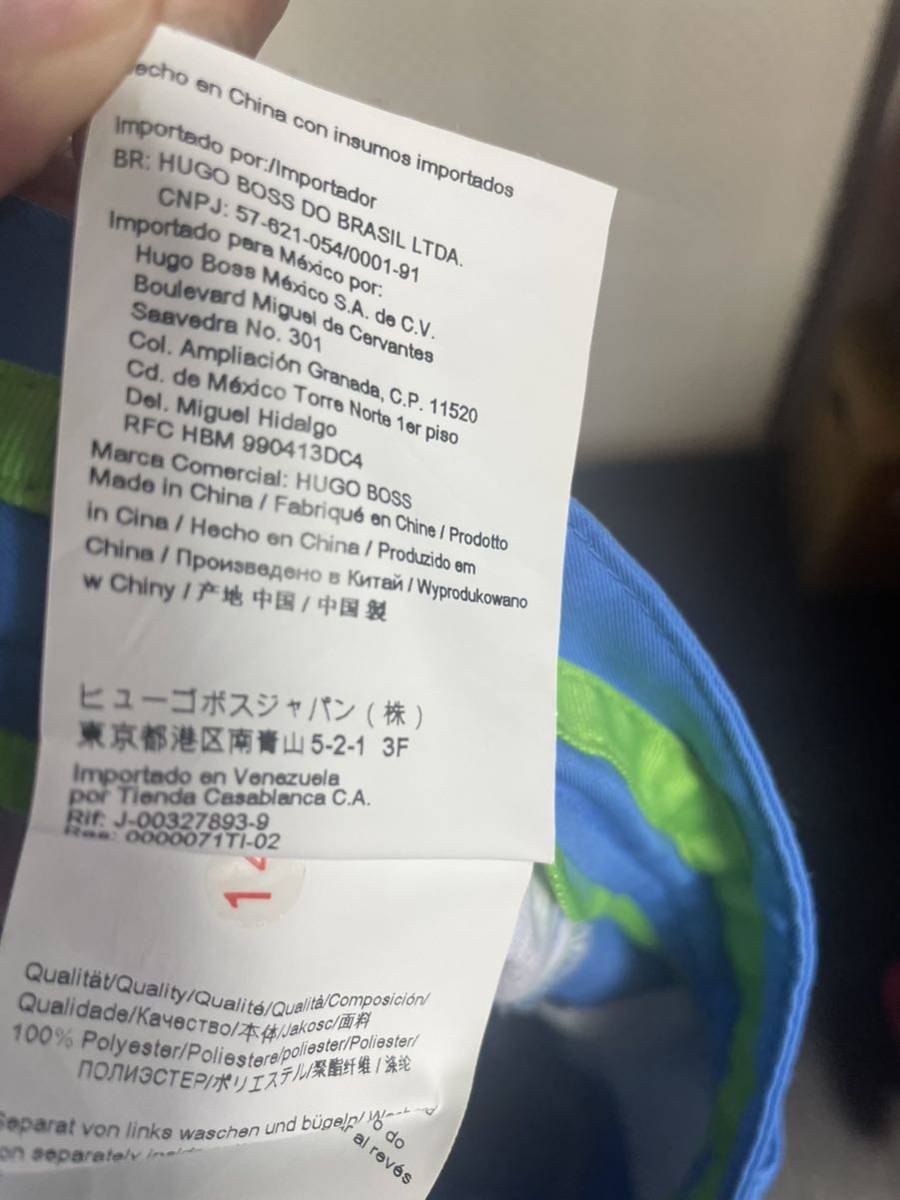 echo en China con insumos importados
Importado por:/Importador
BR: HUGO BOSS DO BRASIL LTDA.
CNPJ: 57-621-054/0001-91
Importado para México por:
Hugo Boss México S.A. de C.V.
Boulevard Miguel de Cervantes
Saavedra No. 301
Col. Ampliación Granada, C.P. 11520
Cd. de México Torre Norte 1er piso
Del. Miguel Hidalgo
RFC HBM 990413DC4
Marca Comercial: HUGO BOSS
Made in China / Fabriqué en Chine / Prodotto
in Cina / Hecho en China / Produzido em
China / Произведено в Китай / Wyprodukowano
w Chiny / 产地 中国 / 中国 製
ヒューゴボスジャパン (株)
東京都港区南青山 5-2-1 3F
Importado en Venezuela
por Tienda Casablanca C.A.
Rif: J-00327893-9
0000071TI-02
Qualität/Quality/Qualité/Qualità/Composición/
Qualidade/Качество/本体/Jakosc/面料
100% Polyester/Poliestere/poliester/Poliester/
ПОЛИЭСТЕР/ポリエステル/聚酯纤维 / 涤纶
Separat von links waschen und bügeln/
on separately
do
al revés